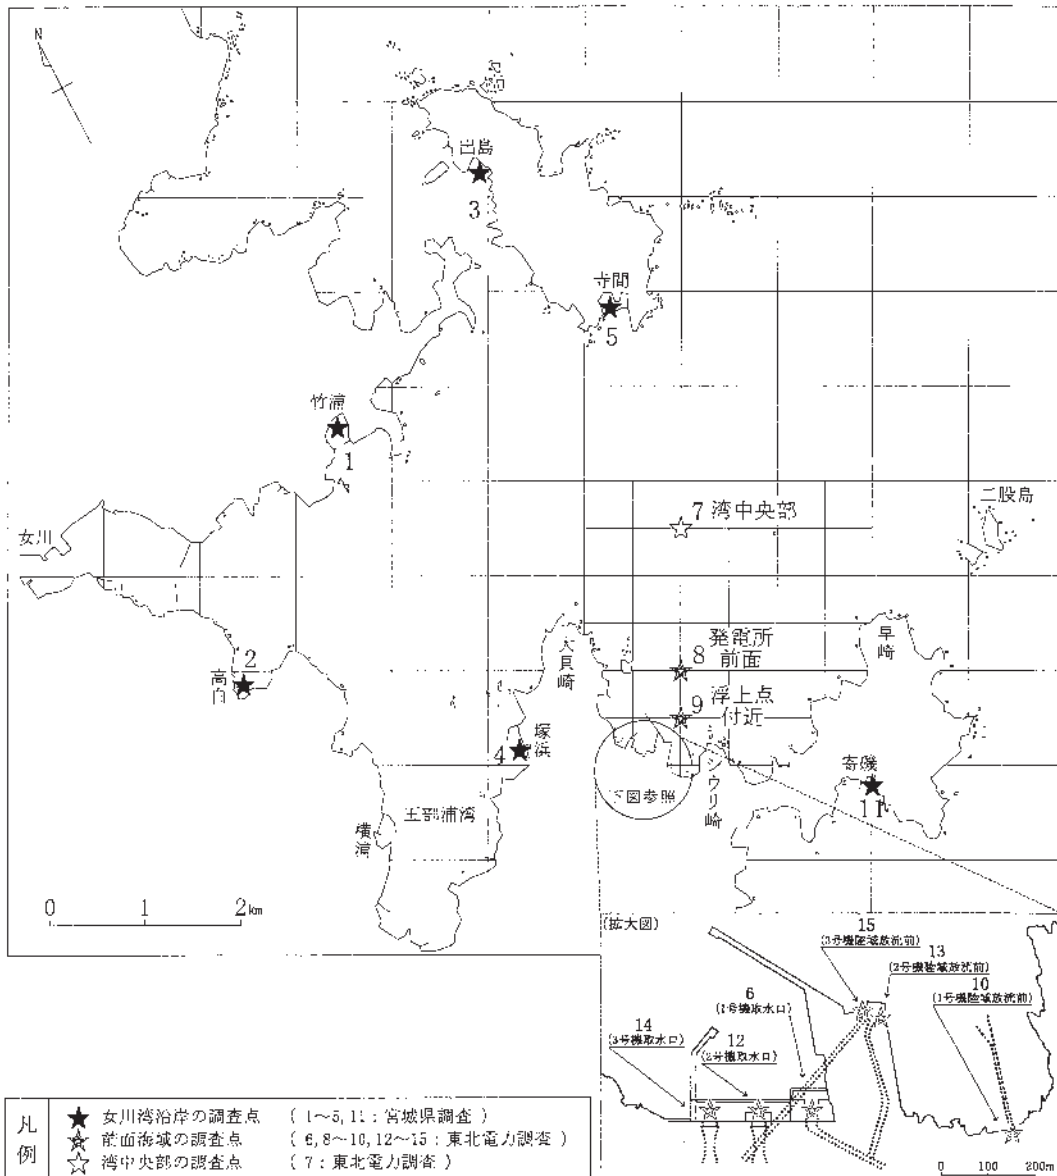 N
出島
3
寺間
5
竹浦
1
女川
7 湾中央部
二股島
早崎
大貝崎
8 発電所
前面
9 浮上点
付近
2
高白
塚浜
4
シウリ崎
寄磯
11
下図参照
横浦
0 1 2km
(拡大図)
15
(3号機陸域放流前)
13
(2号機陸域放流前)
10
(1号機陸域放流前)
6
(1号機取水口)
14
(3号機取水口)
12
(2号機取水口)
凡例
★ 女川湾沿岸の調査点 (1~5,11:宮城県調査)
前面海域の調査点 (6,8~10,12~15:東北電力調査)
☆ 湾中央部の調査点 (7:東北電力調査)
0 100 200m